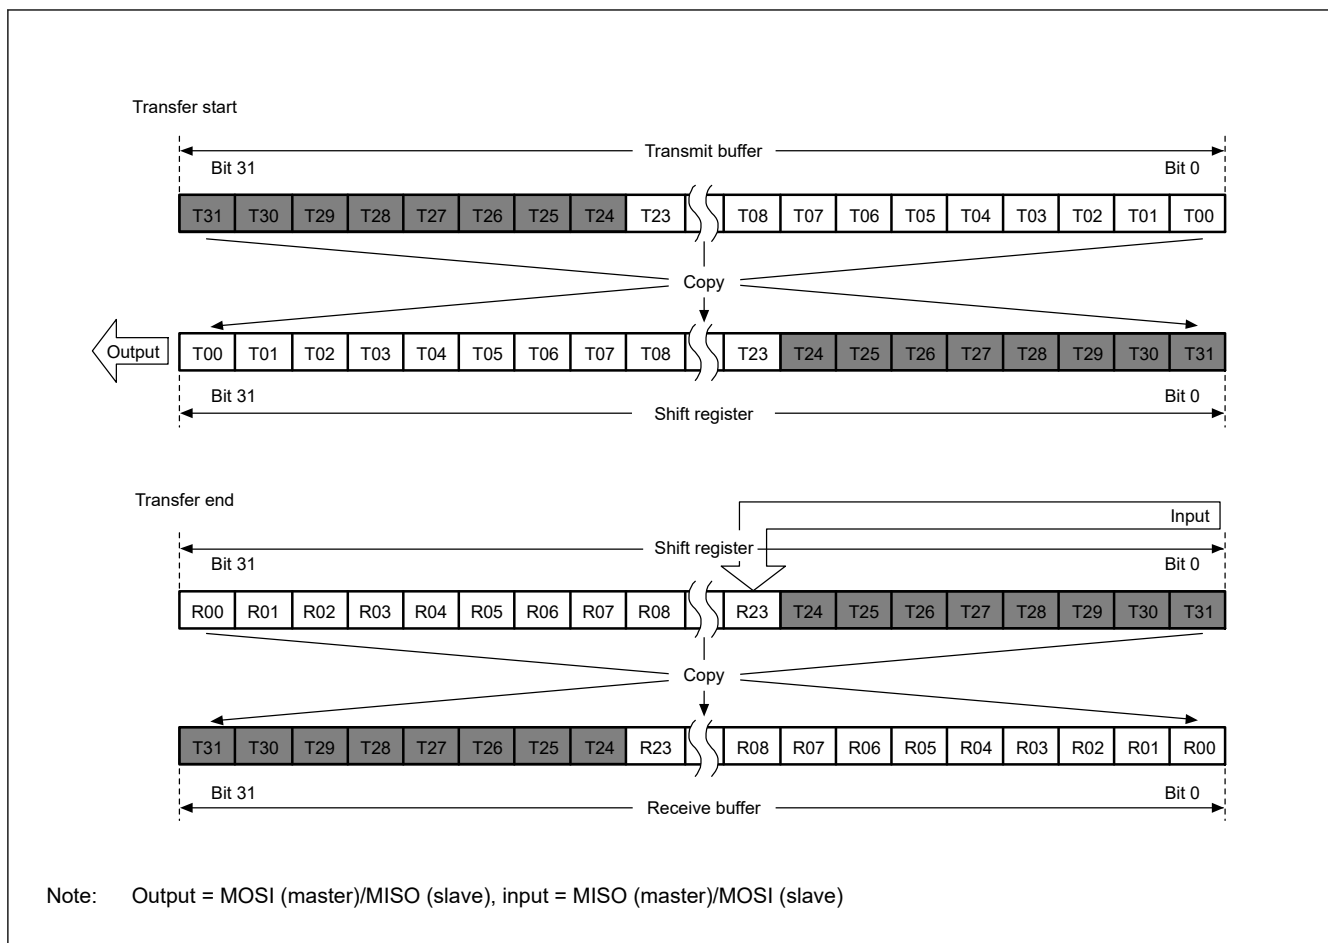 Transfer start
Transmit buffer
Bit 31 Bit 0
T31 T30 T29 T28 T27 T26 T25 T24 T23 T08 T07 T06 T05 T04 T03 T02 T01 T00
Copy
Output T00 T01 T02 T03 T04 T05 T06 T07 T08 T23 T24 T25 T26 T27 T28 T29 T30 T31
Bit 31 Bit 0
Shift register
Transfer end
Input
Shift register
Bit 31 Bit 0
R00 R01 R02 R03 R04 R05 R06 R07 R08 R23 T24 T25 T26 T27 T28 T29 T30 T31
Copy
T31 T30 T29 T28 T27 T26 T25 T24 R23 R08 R07 R06 R05 R04 R03 R02 R01 R00
Bit 31 Bit 0
Receive buffer
Note: Output = MOSI (master)/MISO (slave), input = MISO (master)/MOSI (slave)